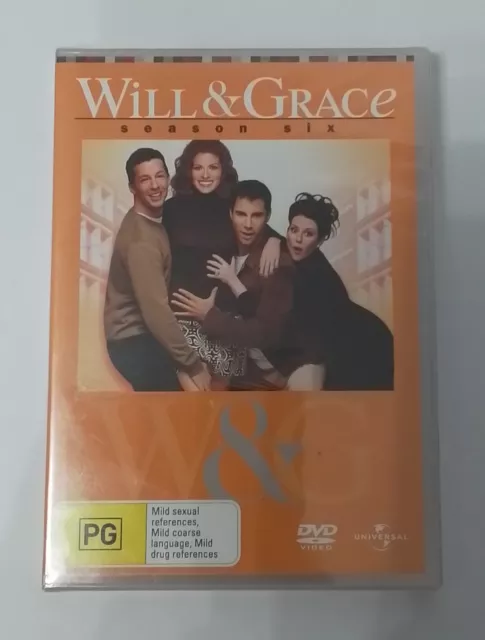 WILL & GRACE
season six
W&G
PG
Mild sexual
references,
Mild coarse
language, Mild
drug references
DVD
VIDEO
UNIVERSAL